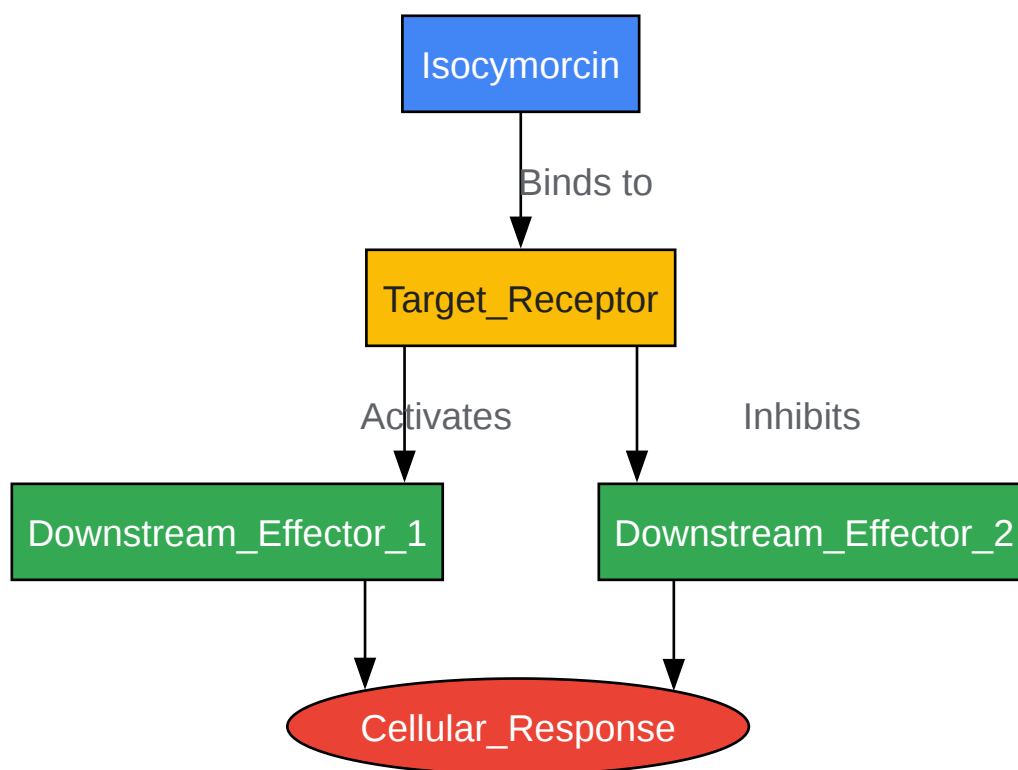 Isocymorcin
Binds to
Target_Receptor
Activates
Inhibits
Downstream_Effector_1
Downstream_Effector_2
Cellular_Response